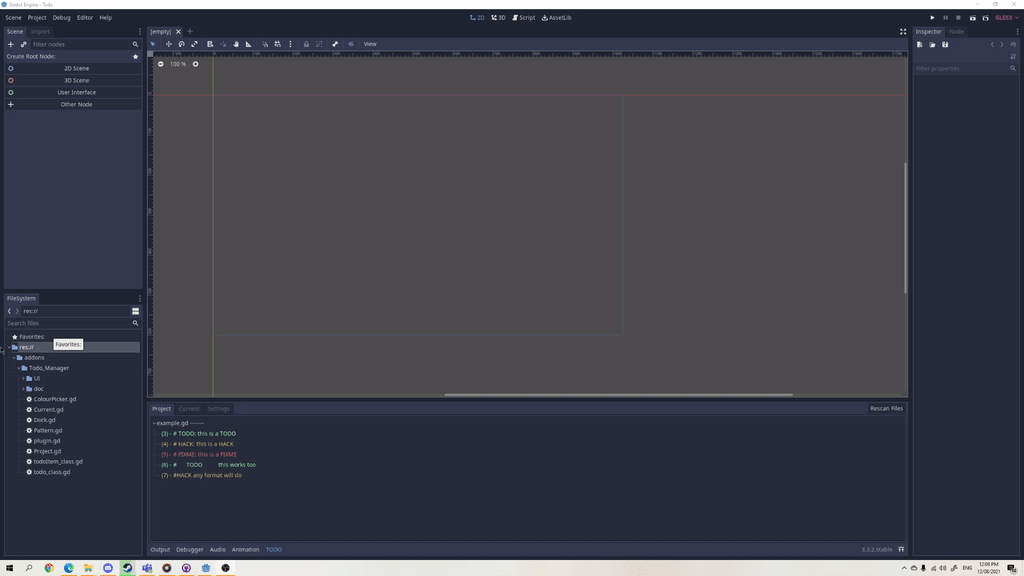 Godot Engine - Todo
Scene Project Debug Editor Help
2D 3D Script AssetLib
GLES3
Scene Import
Filter nodes
Create Root Node:
2D Scene
3D Scene
User Interface
Other Node
[empty]
View
100 %
Inspector Node
Filter properties
FileSystem
res://
Search files
Favorites:
res://
Favorites:
addons
Todo_Manager
UI
doc
ColourPicker.gd
Current.gd
Dock.gd
Pattern.gd
plugin.gd
Project.gd
todoItem_class.gd
todo_class.gd
Project Current Settings
Rescan Files
example.gd -------
(3) - # TODO: this is a TODO
(4) - # HACK: this is a HACK
(5) - # FIXME: this is a FIXME
(6) - # TODO this works too
(7) - #HACK any format will do
Output Debugger Audio Animation TODO
3.3.2.stable
ENG
12:06 PM
12/08/2021